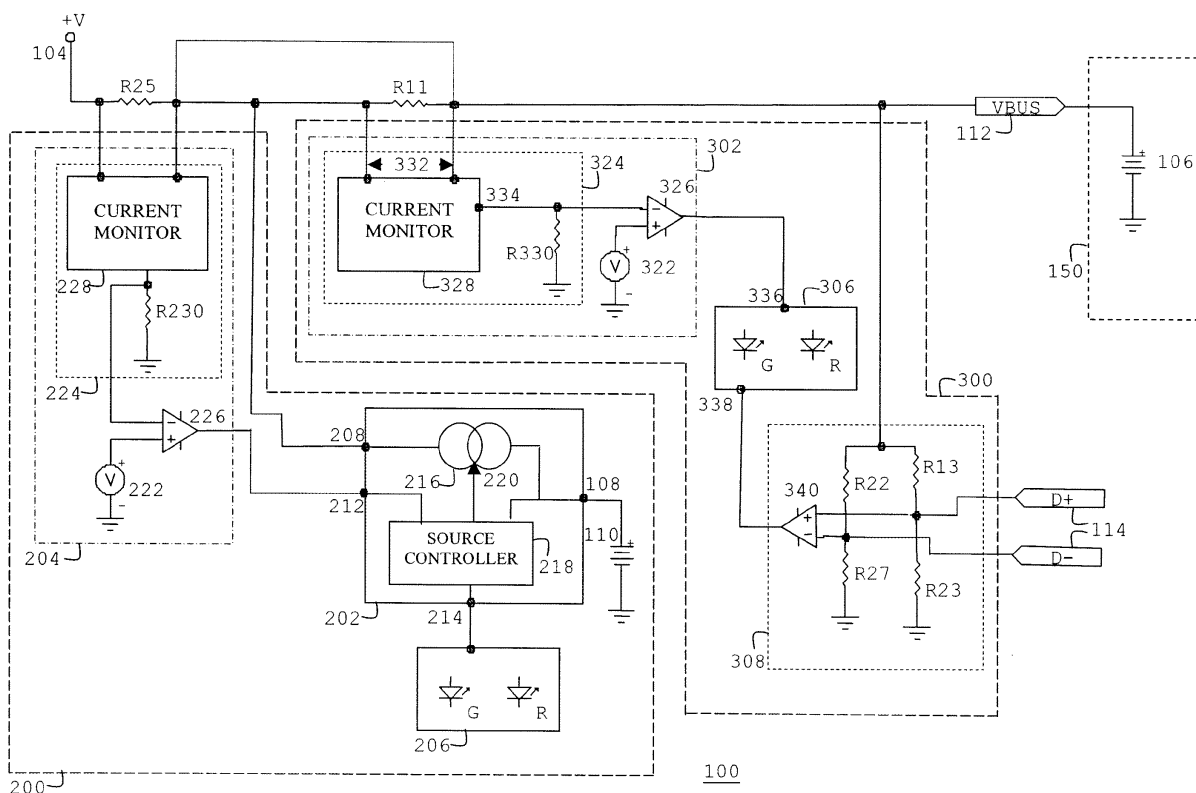 +V
104
R25
R11
VBUS
112
106
150
332
324
302
334
326
CURRENT
MONITOR
228
R230
224
CURRENT
MONITOR
328
R330
V
322
+
-
336
306
G
R
338
300
226
-
+
V
222
+
-
204
208
216
220
212
108
110
SOURCE
CONTROLLER
218
202
214
G
R
206
200
340
+
-
R22
R13
R27
R23
308
D+
114
D-
100